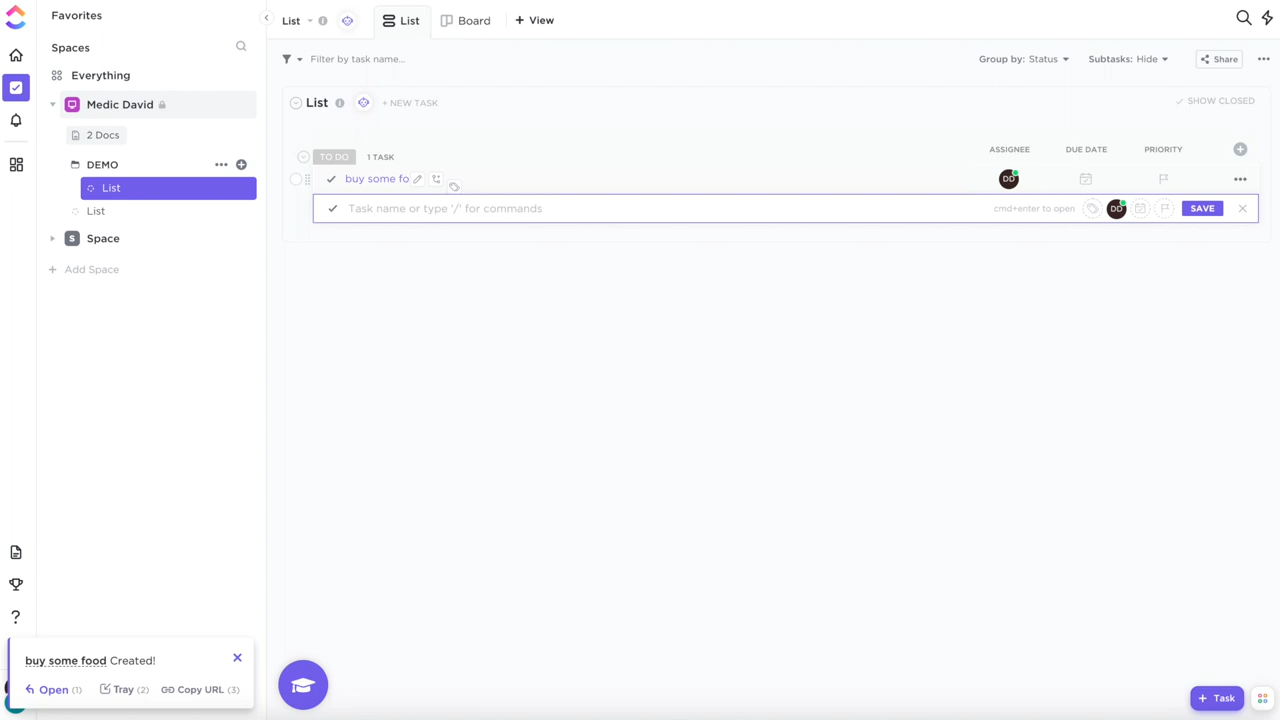 Favorites
Spaces
Everything
Medic David
2 Docs
DEMO
List
List
S Space
+ Add Space
List
List
Board
+ View
Filter by task name...
Group by: Status
Subtasks: Hide
Share
List
+ NEW TASK
SHOW CLOSED
TO DO
1 TASK
ASSIGNEE
DUE DATE
PRIORITY
buy some fo
DD
Task name or type '/' for commands
cmd+enter to open
DD
SAVE
?
buy some food Created!
Open (1)
Tray (2)
Copy URL (3)
+ Task